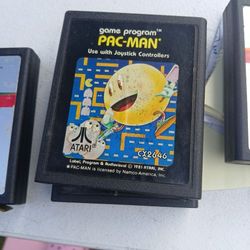 game program™
PAC-MAN*
Use with Joystick Controllers
ATARI®
CX2646
Label, Program & Audiovisual © 1981 ATARI, INC.
* PAC-MAN is licensed by Namco-America, Inc.